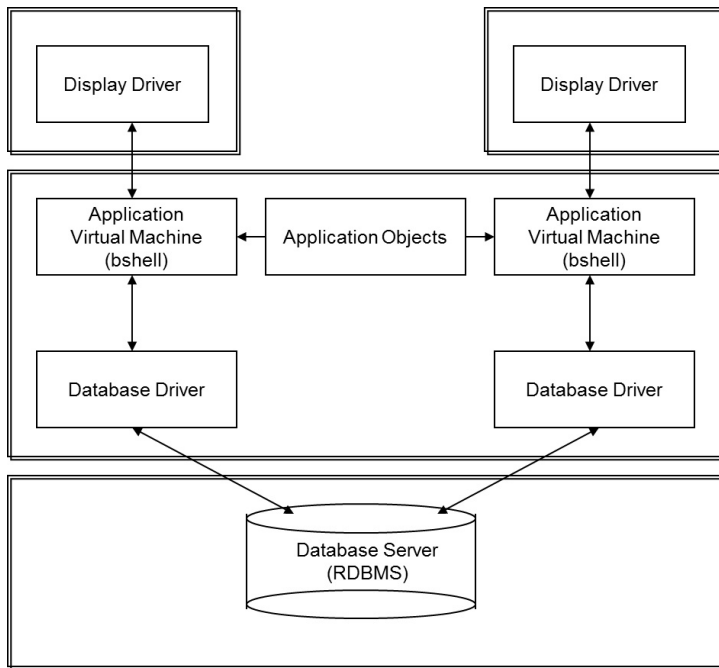 Display Driver
Display Driver
Application
Virtual Machine
(bshell)
Application Objects
Application
Virtual Machine
(bshell)
Database Driver
Database Driver
Database Server
(RDBMS)